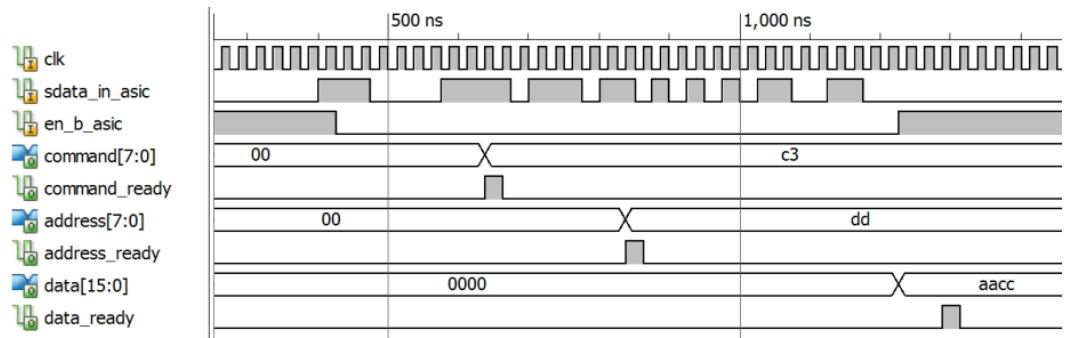 500 ns 1,000 ns
clk
sdata_in_asic
en_b_asic
command[7:0] 00 c3
command_ready
address[7:0] 00 dd
address_ready
data[15:0] 0000 aacc
data_ready